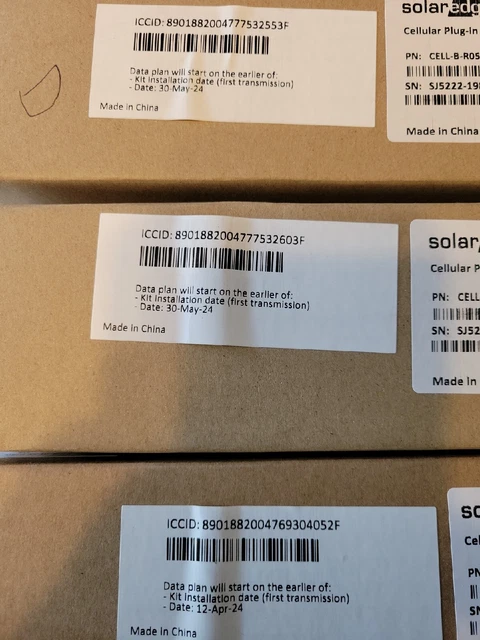 ICCID: 8901882004777532553F
Data plan will start on the earlier of:
- Kit installation date (first transmission)
- Date: 30-May-24
Made in China
solaredg
Cellular Plug-in
PN: CELL-B-R05
SN: SJ5222-19
Made in China
ICCID: 8901882004777532603F
Data plan will start on the earlier of:
- Kit installation date (first transmission)
- Date: 30-May-24
Made in China
solar
Cellular P
PN: CELL
SN: SJ52
Made in
ICCID: 8901882004769304052F
Data plan will start on the earlier of:
- Kit installation date (first transmission)
- Date: 12-Apr-24
Made in China
so
Cel
PN
SN